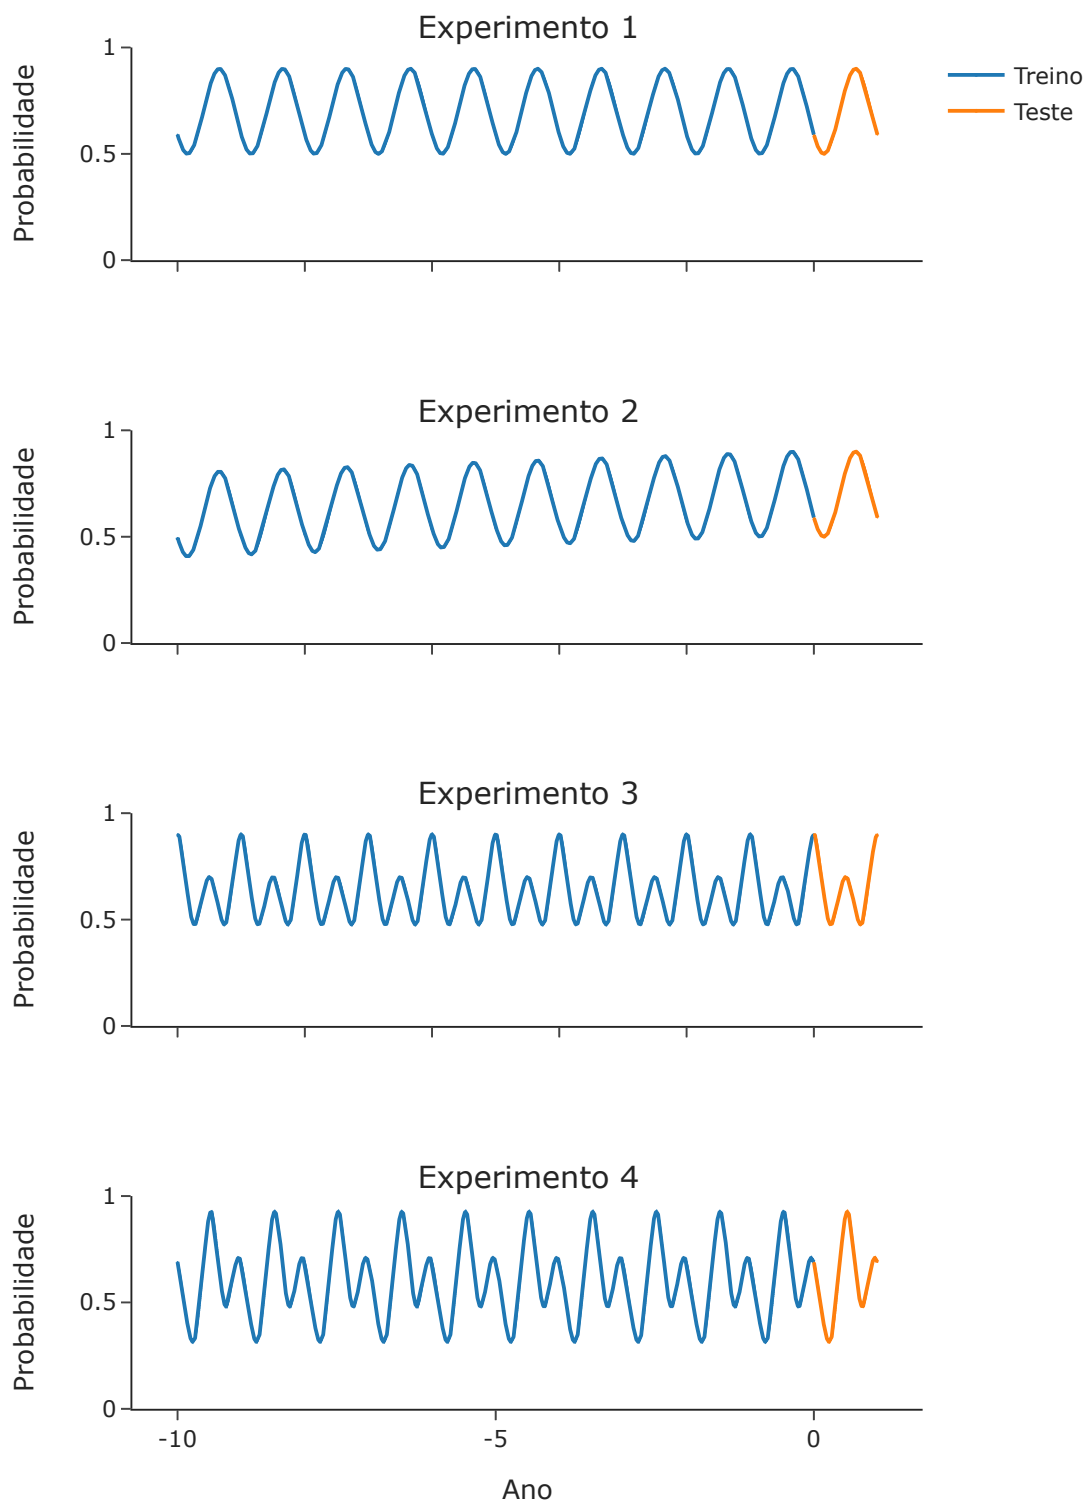 Experimento 1
1
0.5
0
Probabilidade
Treino
Teste
Experimento 2
1
0.5
0
Probabilidade
Experimento 3
1
0.5
0
Probabilidade
Experimento 4
1
0.5
0
Probabilidade
-10
-5
0
Ano